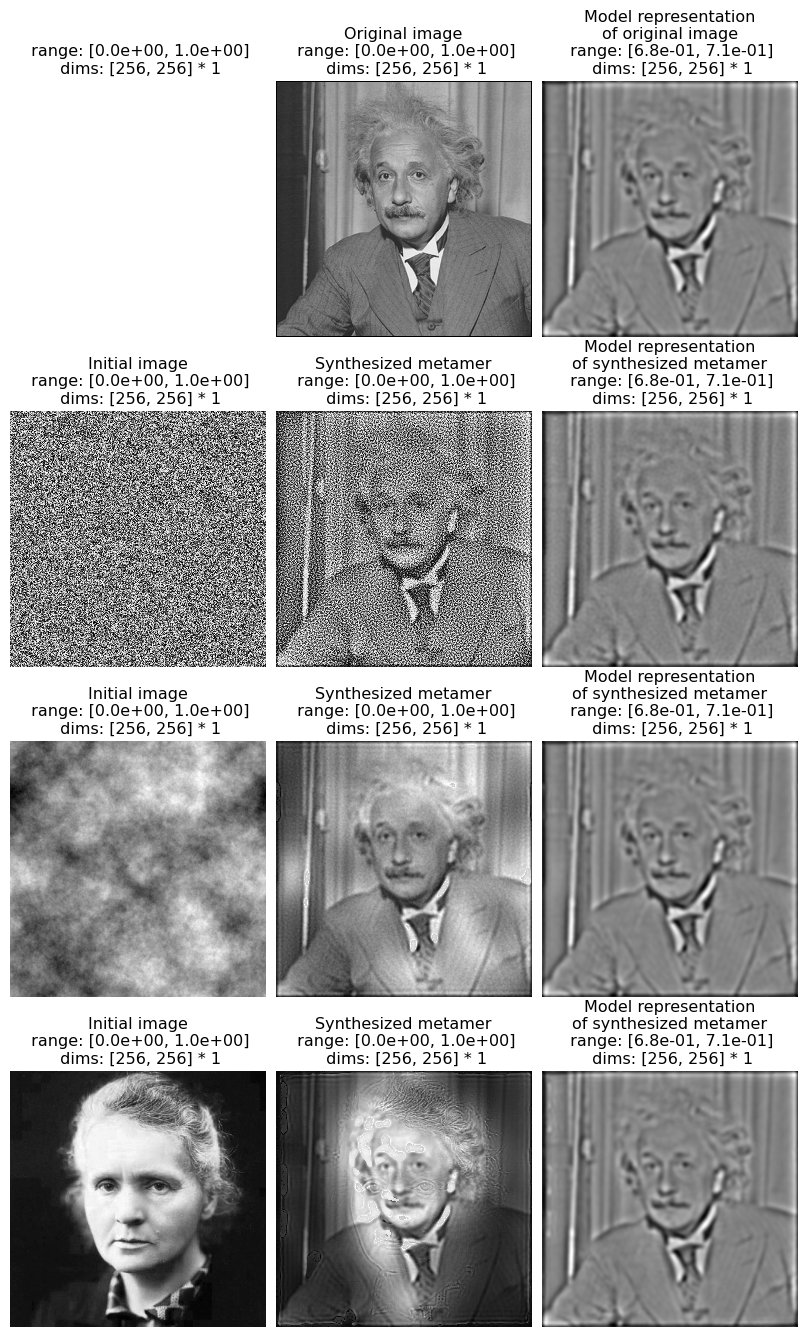 range: [0.0e+00, 1.0e+00]
dims: [256, 256] * 1
Original image
range: [0.0e+00, 1.0e+00]
dims: [256, 256] * 1
Model representation
of original image
range: [6.8e-01, 7.1e-01]
dims: [256, 256] * 1
Initial image
range: [0.0e+00, 1.0e+00]
dims: [256, 256] * 1
Synthesized metamer
range: [0.0e+00, 1.0e+00]
dims: [256, 256] * 1
Model representation
of synthesized metamer
range: [6.8e-01, 7.1e-01]
dims: [256, 256] * 1
Initial image
range: [0.0e+00, 1.0e+00]
dims: [256, 256] * 1
Synthesized metamer
range: [0.0e+00, 1.0e+00]
dims: [256, 256] * 1
Model representation
of synthesized metamer
range: [6.8e-01, 7.1e-01]
dims: [256, 256] * 1
Initial image
range: [0.0e+00, 1.0e+00]
dims: [256, 256] * 1
Synthesized metamer
range: [0.0e+00, 1.0e+00]
dims: [256, 256] * 1
Model representation
of synthesized metamer
range: [6.8e-01, 7.1e-01]
dims: [256, 256] * 1